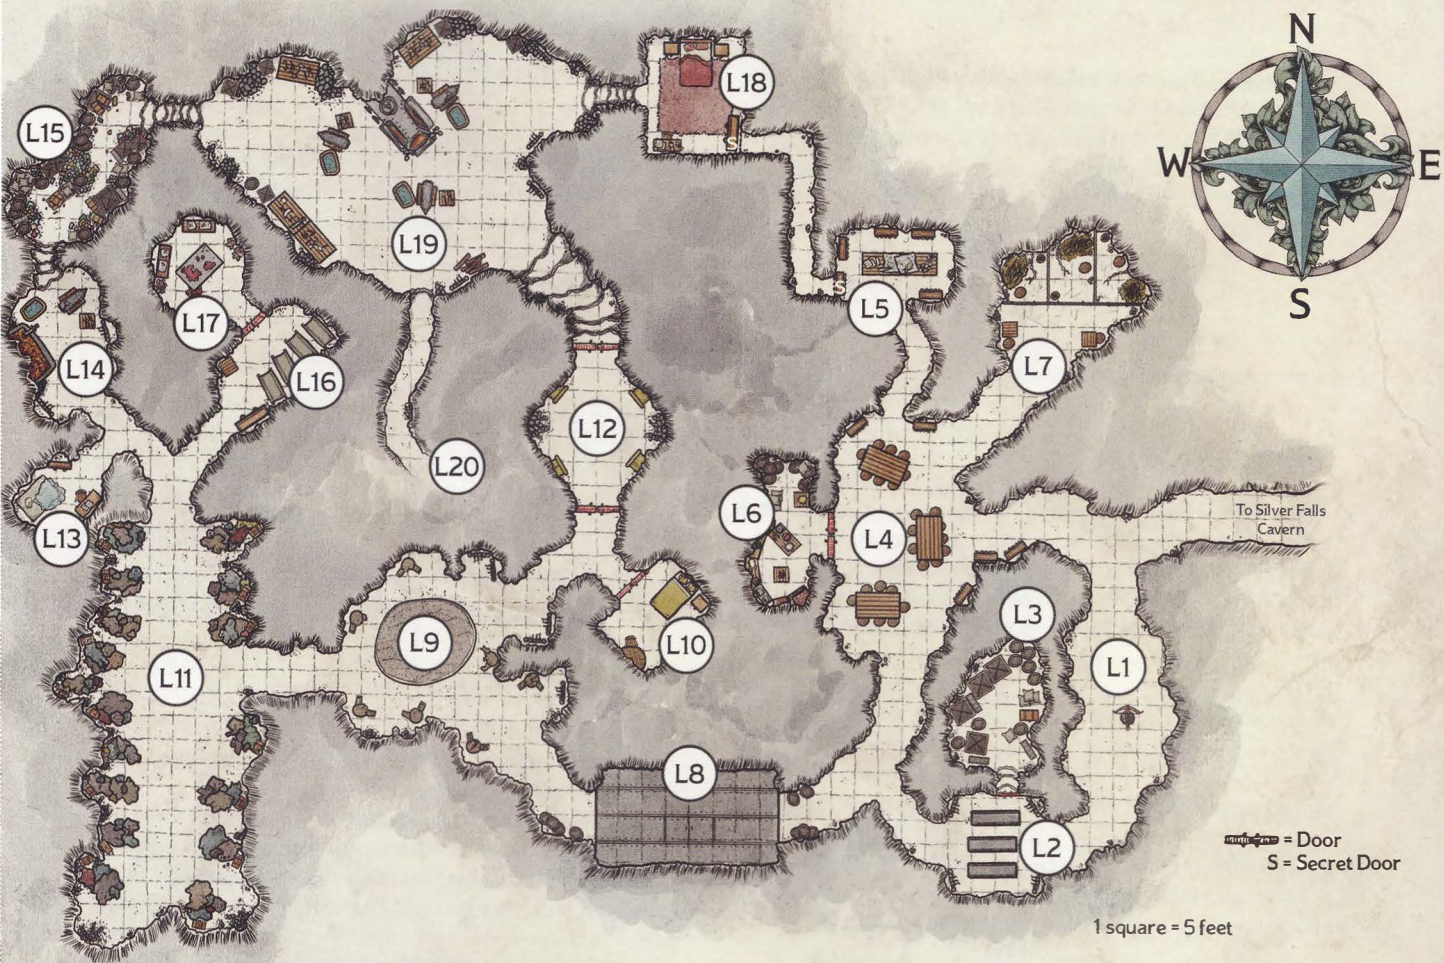 N
L18
L15
W
E
L19
S
S
L5
S
L17
L14
L16
L7
L12
L20
L6
To Silver Falls
Cavern
L13
L4
L3
L9
L10
L1
L11
L8
L2
= Door
S = Secret Door
1 square = 5 feet